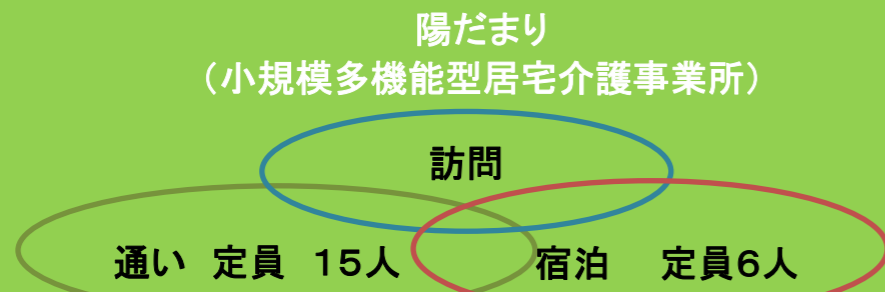 陽だまり
（小規模多機能型居宅介護事業所）
訪問
通い　定員　１５人
宿泊　　定員６人